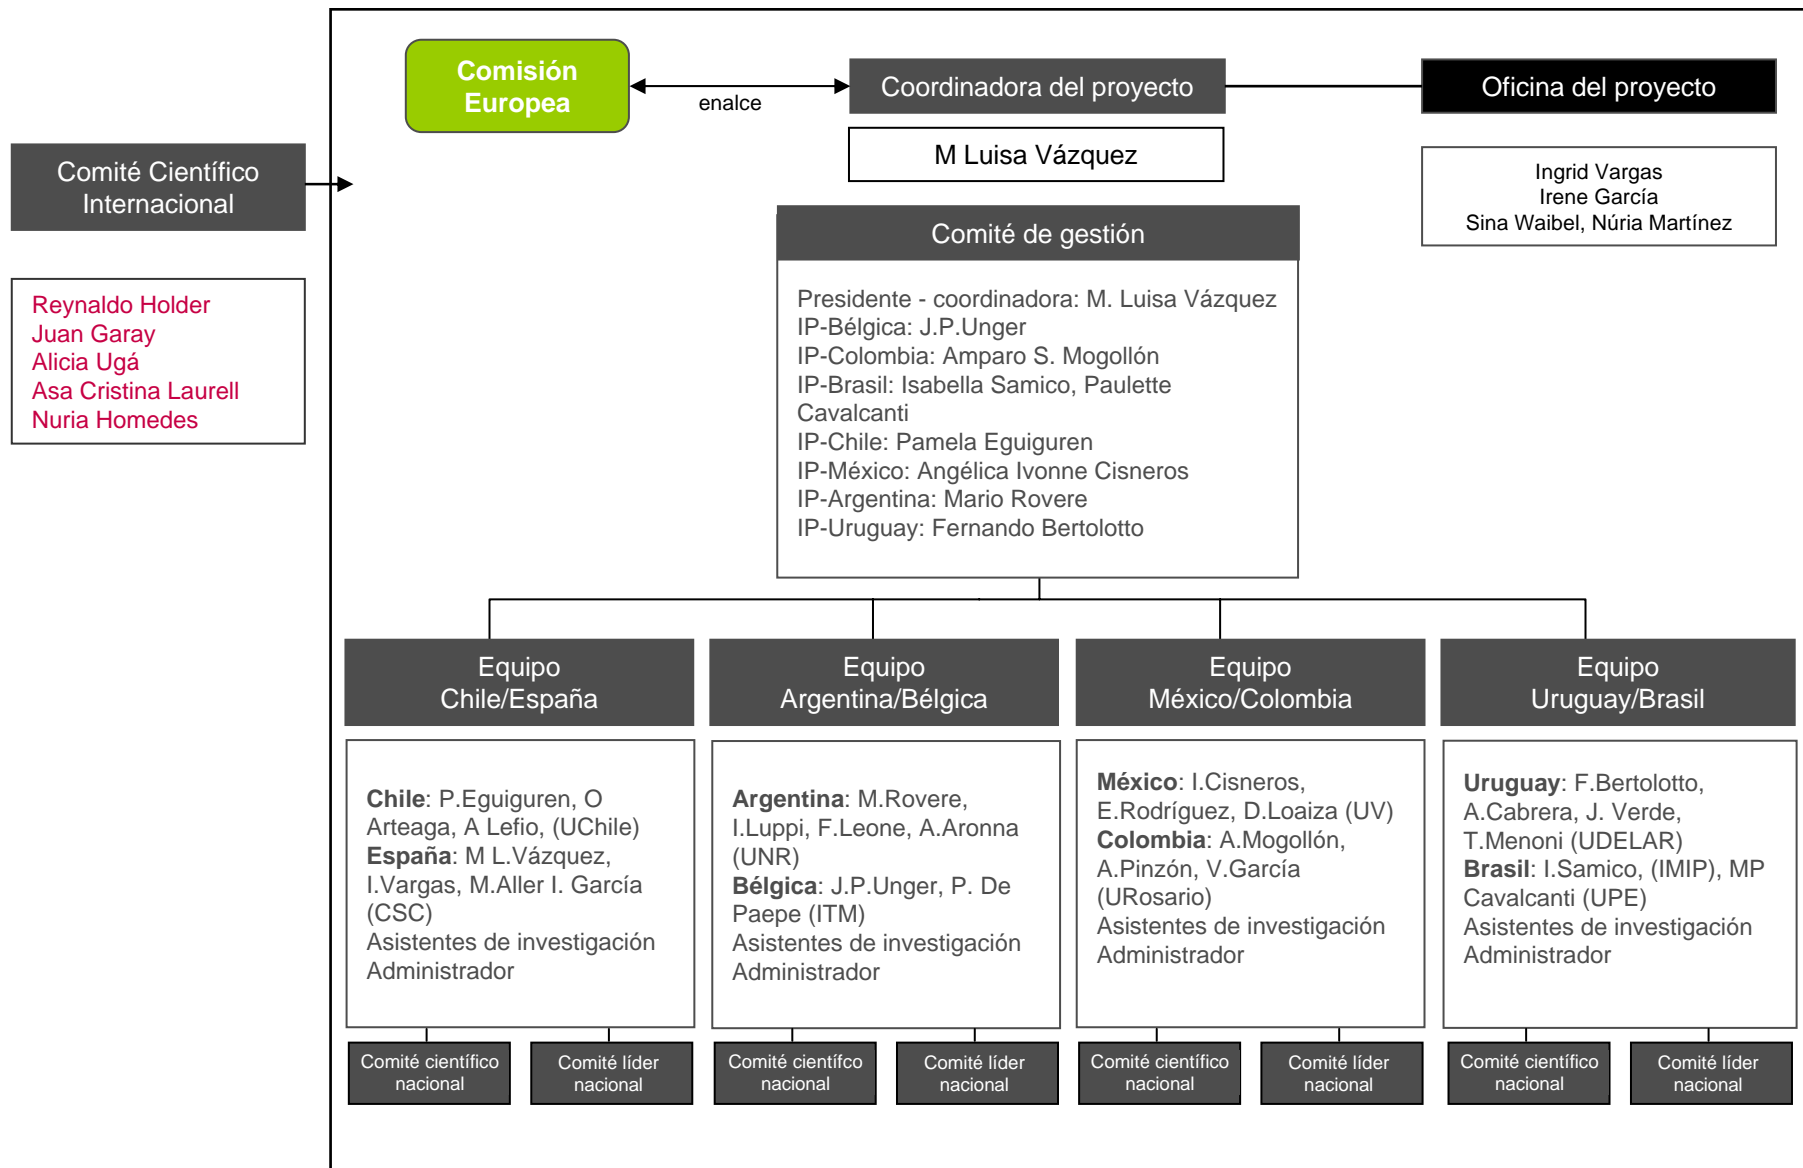 Comisión
Europea
enalce
Coordinadora del proyecto
Oficina del proyecto
M Luisa Vázquez
Ingrid Vargas
Irene García
Sina Waibel, Núria Martínez
Comité Científico
Internacional
Reynaldo Holder
Juan Garay
Alicia Ugá
Asa Cristina Laurell
Nuria Homedes
Comité de gestión
Presidente - coordinadora: M. Luisa Vázquez
IP-Bélgica: J.P.Unger
IP-Colombia: Amparo S. Mogollón
IP-Brasil: Isabella Samico, Paulette
Cavalcanti
IP-Chile: Pamela Eguiguren
IP-México: Angélica Ivonne Cisneros
IP-Argentina: Mario Rovere
IP-Uruguay: Fernando Bertolotto
Equipo
Chile/España
Chile: P.Eguiguren, O
Arteaga, A Lefio, (UChile)
España: M L.Vázquez,
I.Vargas, M.Aller I. García
(CSC)
Asistentes de investigación
Administrador
Comité científico
nacional
Comité líder
nacional
Equipo
Argentina/Bélgica
Argentina: M.Rovere,
I.Luppi, F.Leone, A.Aronna
(UNR)
Bélgica: J.P.Unger, P. De
Paepe (ITM)
Asistentes de investigación
Administrador
Comité científco
nacional
Comité líder
nacional
Equipo
México/Colombia
México: I.Cisneros,
E.Rodríguez, D.Loaiza (UV)
Colombia: A.Mogollón,
A.Pinzón, V.García
(URosario)
Asistentes de investigación
Administrador
Comité científico
nacional
Comité líder
nacional
Equipo
Uruguay/Brasil
Uruguay: F.Bertolotto,
A.Cabrera, J. Verde,
T.Menoni (UDELAR)
Brasil: I.Samico, (IMIP), MP
Cavalcanti (UPE)
Asistentes de investigación
Administrador
Comité científico
nacional
Comité líder
nacional